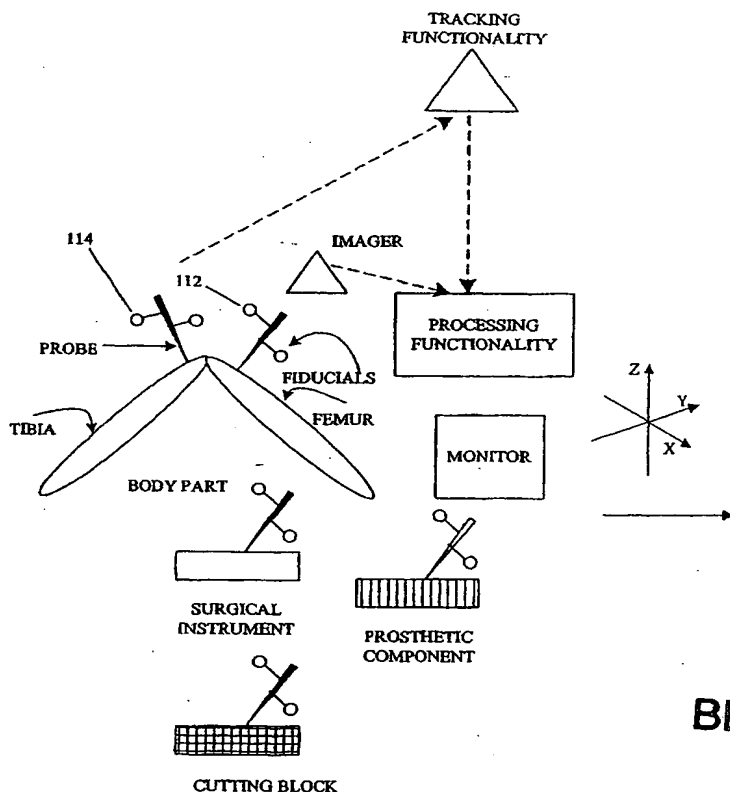 TRACKING
FUNCTIONALITY
114
IMAGER
112
PROCESSING
FUNCTIONALITY
PROBE
FIDUCIALS
Z
Y
X
FEMUR
TIBIA
MONITOR
BODY PART
SURGICAL
INSTRUMENT
PROSTHETIC
COMPONENT
CUTTING BLOCK